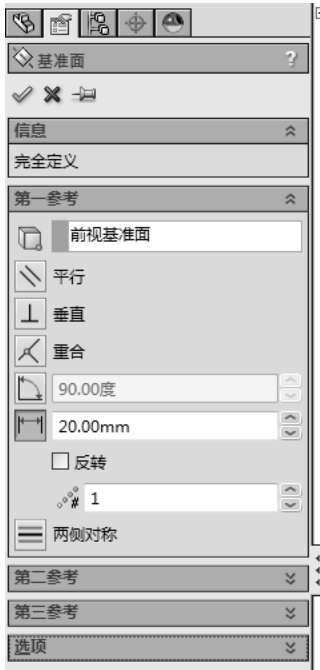 基准面
?
信息
完全定义
第一参考
前视基准面
平行
垂直
重合
90.00度
20.00mm
反转
# 1
两侧对称
第二参考
第三参考
选项